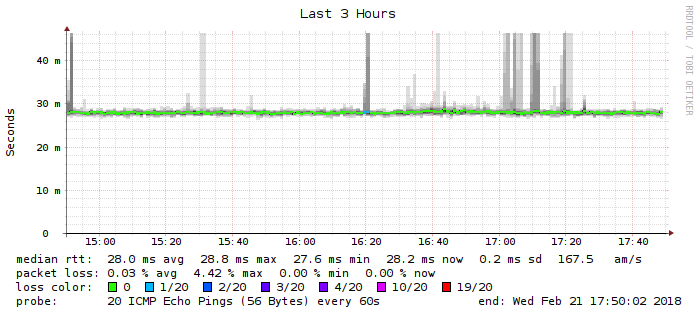 Last 3 Hours
RRDTOOL / TOBI OETIKER
Seconds
40 m
30 m
20 m
10 m
0
15:00 15:20 15:40 16:00 16:20 16:40 17:00 17:20 17:40
median rtt: 28.0 ms avg 28.8 ms max 27.6 ms min 28.2 ms now 0.2 ms sd 167.5 am/s
packet loss: 0.03 % avg 4.42 % max 0.00 % min 0.00 % now
loss color: 0 1/20 2/20 3/20 4/20 10/20 19/20
probe: 20 ICMP Echo Pings (56 Bytes) every 60s end: Wed Feb 21 17:50:02 2018